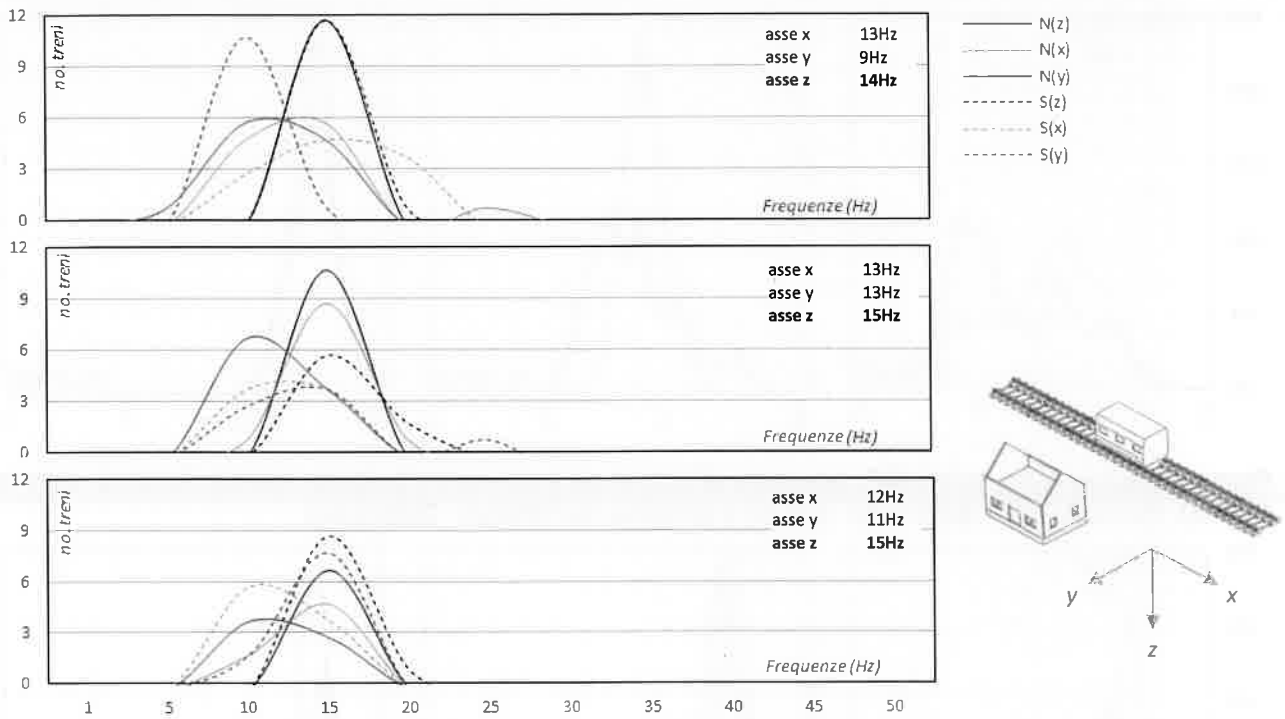 12
9
6
3
0
no. treni
asse x 13Hz
asse y 9Hz
asse z 14Hz
Frequenze (Hz)
N(z)
N(x)
N(y)
S(z)
S(x)
S(y)
12
9
6
3
0
no. treni
asse x 13Hz
asse y 13Hz
asse z 15Hz
Frequenze (Hz)
12
9
6
3
0
no. treni
asse x 12Hz
asse y 11Hz
asse z 15Hz
Frequenze (Hz)
1 5 10 15 20 25 30 35 40 45 50
y x
z